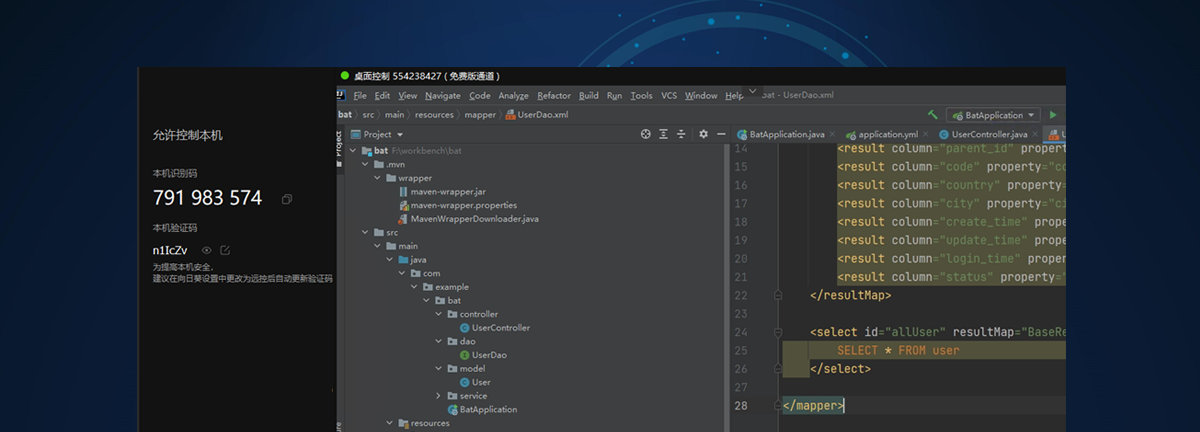 允许控制本机
本机识别码
791 983 574
本机验证码
n1IcZv
为提高本机安全，
建议在向日葵设置中更改为远控后自动更新验证码
桌面控制 554238427 ( 免费版通道 )
File Edit View Navigate Code Analyze Refactor Build Run Tools VCS Window Help bat - UserDao.xml
bat src main resources mapper UserDao.xml
BatApplication
Project
Project
BatApplication.java application.yml UserController.java
bat F:\workbench\bat
.mvn
wrapper
maven-wrapper.jar
maven-wrapper.properties
MavenWrapperDownloader.java
src
main
java
com
example
bat
controller
UserController
dao
UserDao
model
User
service
BatApplication
resources
14 <result column="parent_id" propert
15 <result column="code" property="co
16 <result column="country" property=
17 <result column="city" property="ci
18 <result column="create_time" prope
19 <result column="update_time" prope
20 <result column="login_time" proper
21 <result column="status" property="
22 </resultMap>
23
24 <select id="allUser" resultMap="BaseRe
25 SELECT * FROM user
26 </select>
27
28 </mapper>